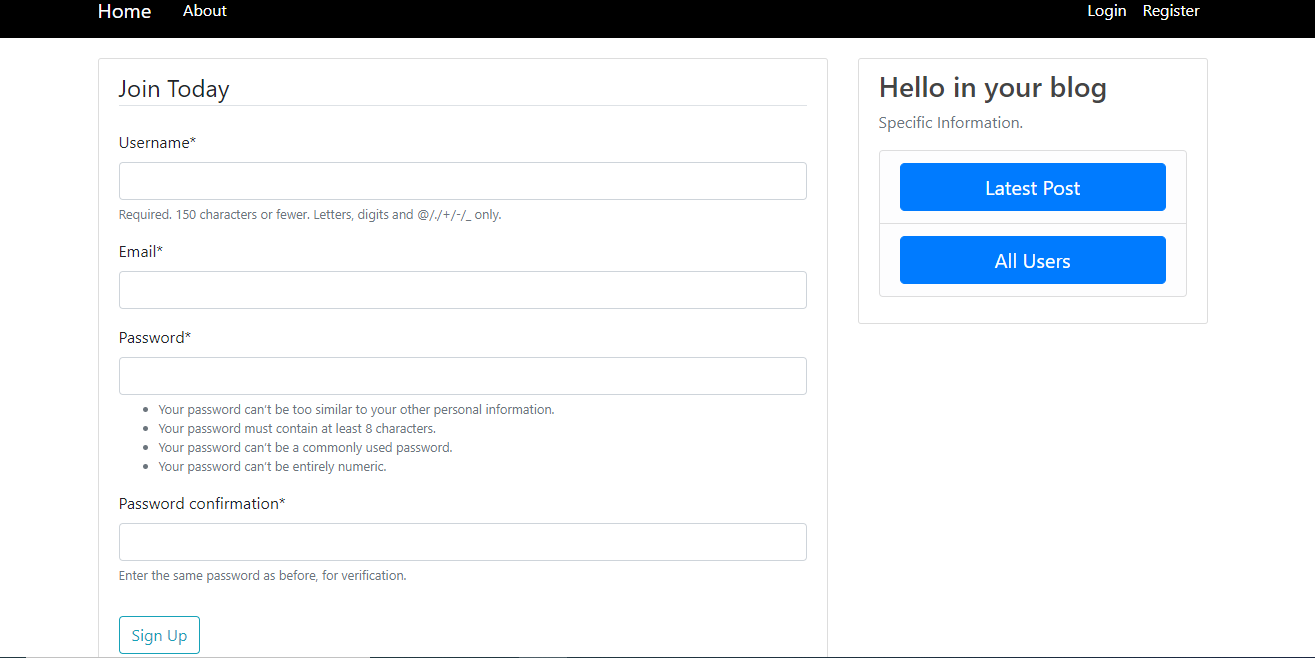 Home About Login Register
Join Today
Username*
Required. 150 characters or fewer. Letters, digits and @/./+/-/_ only.
Email*
Password*
Your password can't be too similar to your other personal information.
Your password must contain at least 8 characters.
Your password can't be a commonly used password.
Your password can't be entirely numeric.
Password confirmation*
Enter the same password as before, for verification.
Sign Up
Hello in your blog
Specific Information.
Latest Post
All Users